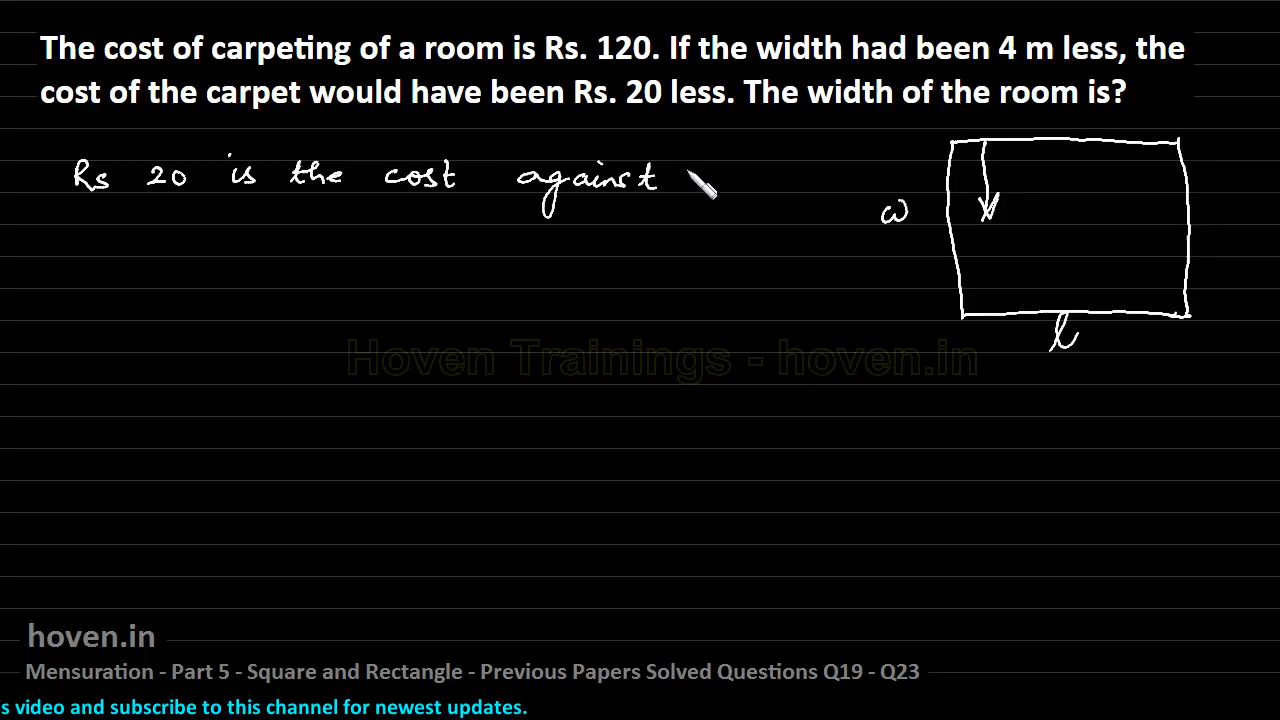 The cost of carpeting of a room is Rs. 120. If the width had been 4 m less, the
cost of the carpet would have been Rs. 20 less. The width of the room is?
Rs 20 is the cost against
w
l
Hoven Trainings - hoven.in
hoven.in
Mensuration - Part 5 - Square and Rectangle - Previous Papers Solved Questions Q19 - Q23
s video and subscribe to this channel for newest updates.